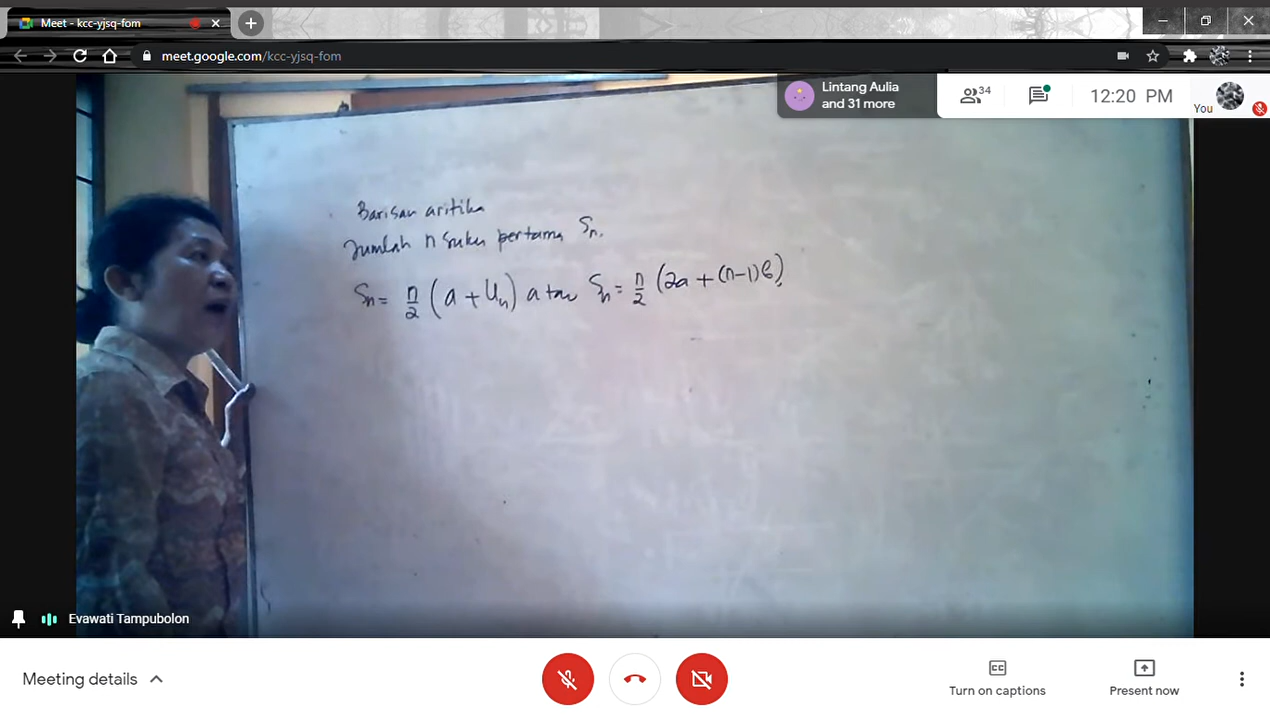 Meet - kcc-yjsq-fom
meet.google.com/kcc-yjsq-fom
Lintang Aulia
and 31 more
34
12:20 PM
You
Barisan aritika
Jumlah n suku pertama Sn.
Sn = n/2 (a + Un) atau Sn = n/2 (2a + (n-1)b)
Evawati Tampubolon
Meeting details
Turn on captions
Present now